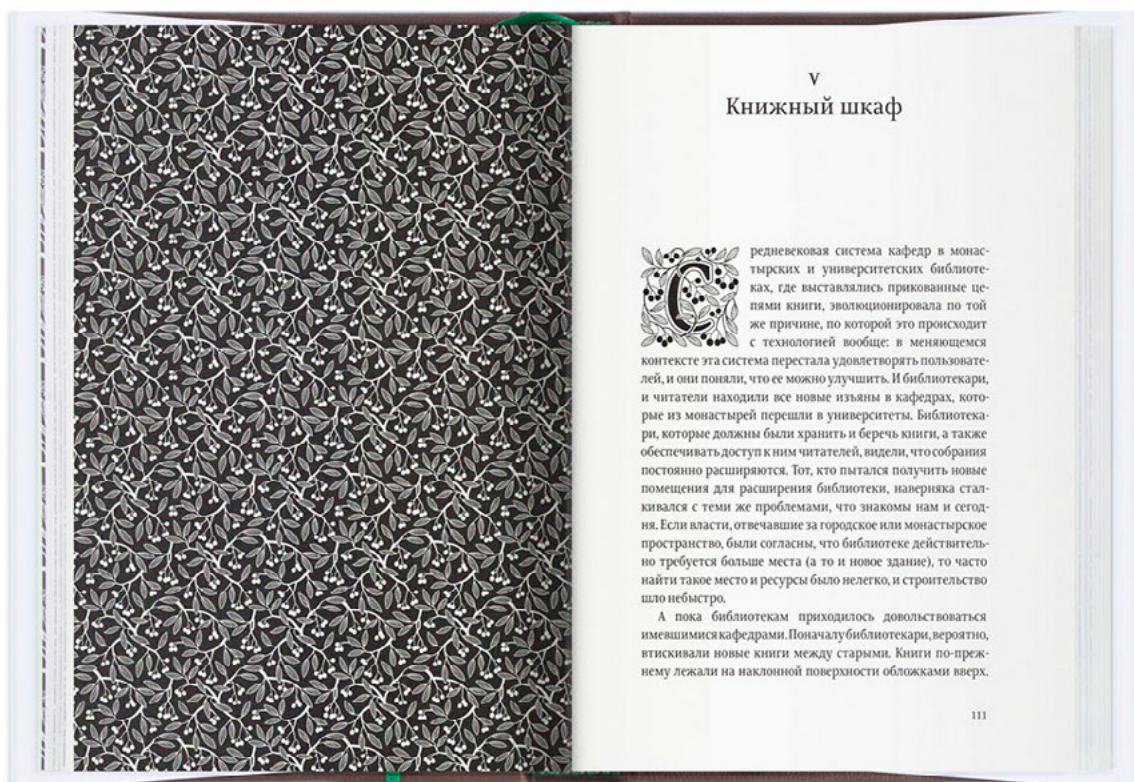 V
Книжный шкаф
Средневековая система кафедр в монас-
тырских и университетских библиоте-
ках, где выставлялись прикованные це-
пями книги, эволюционировала по той
же причине, по которой это происходит
с технологией вообще: в меняющемся
контексте эта система перестала удовлетворять пользовате-
лей, и они поняли, что ее можно улучшить. И библиотекари,
и читатели находили все новые изъяны в кафедрах, кото-
рые из монастырей перешли в университеты. Библиотека-
ри, которые должны были хранить и беречь книги, а также
обеспечивать доступ к ним читателей, видели, что собрания
постоянно расширяются. Тот, кто пытался получить новые
помещения для расширения библиотеки, наверняка стал-
кивался с теми же проблемами, что знакомы нам и сегод-
ня. Если власти, отвечавшие за городское или монастырское
пространство, были согласны, что библиотеке действитель-
но требуется больше места (а то и новое здание), то часто
найти такое место и ресурсы было нелегко, и строительство
шло небыстро.
А пока библиотекам приходилось довольствоваться
имевшимися кафедрами. Поначалу библиотекари, вероятно,
втискивали новые книги между старыми. Книги по-преж-
нему лежали на наклонной поверхности обложками вверх.
111